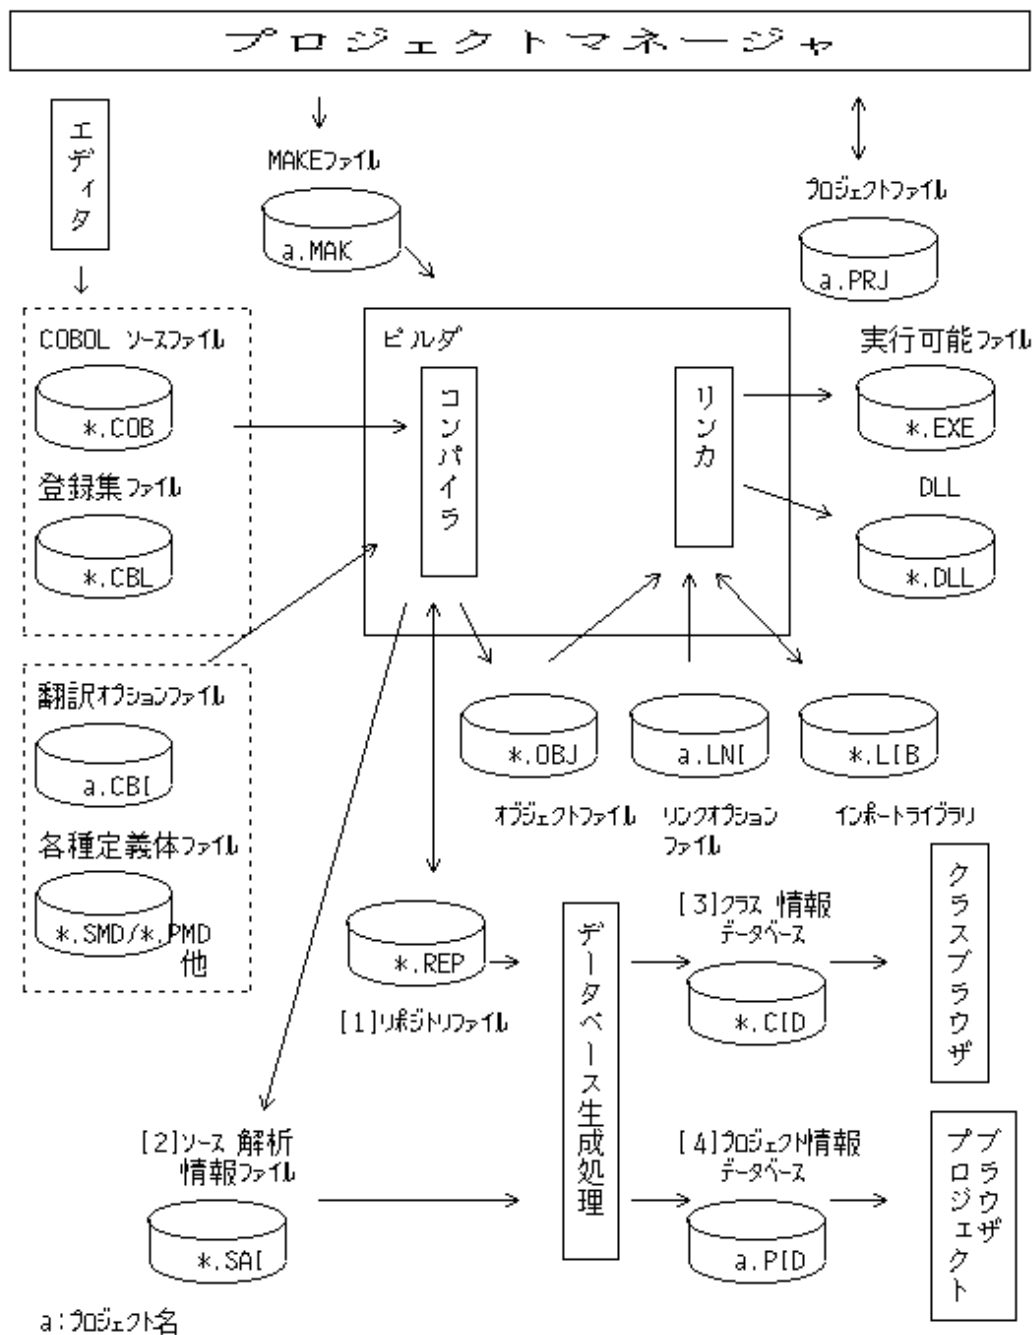 プロジェクトマネージャ
エディタ
MAKEファイル
a.MAK
プロジェクトファイル
a.PRJ
COBOL ソースファイル
*.COB
登録集ファイル
*.CBL
ビルダ
コンパイラ
リンカ
実行可能ファイル
*.EXE
DLL
*.DLL
翻訳オプションファイル
a.CBI
各種定義体ファイル
*.SMD/*.PMD
他
*.OBJ
オブジェクトファイル
a.LNI
リンクオプション
ファイル
*.LIB
インポートライブラリ
*.REP
[1]リポジトリファイル
データベース生成処理
[3]クラス 情報
データベース
*.CID
クラスブラウザ
[2]ソース 解析
情報ファイル
*.SAI
[4]プロジェクト情報
データベース
a.PID
プロジェクト
ブラウザ
a:プロジェクト名